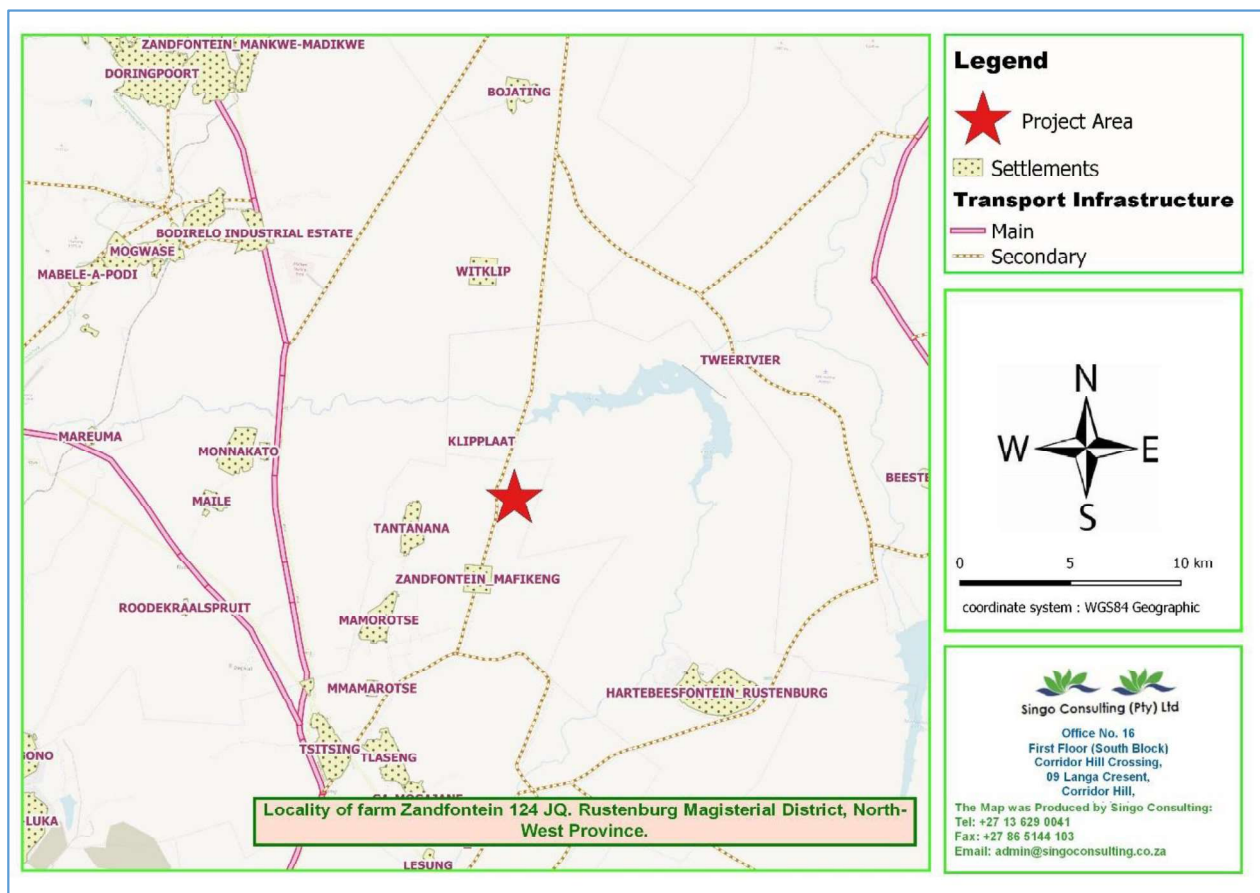 ZANDFONTEIN_MANKWE-MADIKWE
DORINGPOORT
BOJATING
BODIRELO INDUSTRIAL ESTATE
MOGWASE
MABELE-A-PODI
WITKLIP
TWEERIVIER
MAREUMA
MONNAKATO
KLIPPLAAT
MAILE
BEESTE
TANTANANA
ZANDFONTEIN_MAFIKENG
ROODEKRAALSPRUIT
MAMOROTSE
MMAMAROTSE
HARTEBEESFONTEIN_RUSTENBURG
TSITSING
TLASENG
ONO
-LUKA
LESUNG
Locality of farm Zandfontein 124 JQ. Rustenburg Magisterial District, North-
West Province.
Legend
Project Area
Settlements
Transport Infrastructure
Main
Secondary
N
W E
S
0 5 10 km
coordinate system : WGS84 Geographic
Singo Consulting (Pty) Ltd
Office No. 16
First Floor (South Block)
Corridor Hill Crossing,
09 Langa Cresent,
Corridor Hill,
The Map was Produced by Singo Consulting:
Tel: +27 13 629 0041
Fax: +27 86 5144 103
Email: admin@singoconsulting.co.za